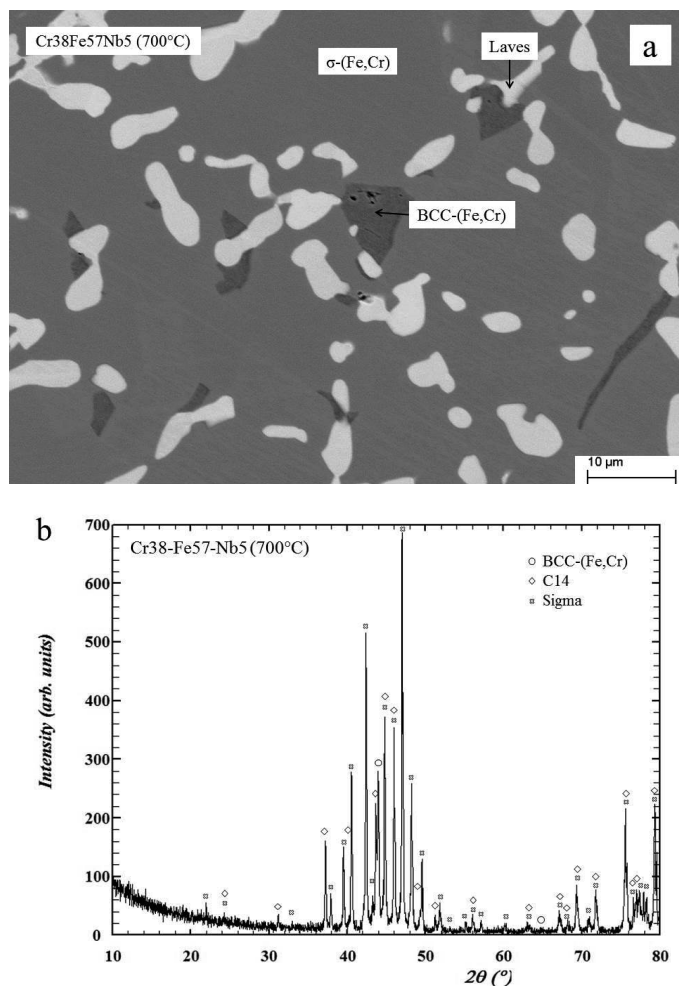 Cr38Fe57Nb5 (700°C)
σ-(Fe,Cr)
Laves
a
BCC-(Fe,Cr)
10 µm
b
700
600
500
400
300
200
100
0
Cr38-Fe57-Nb5 (700°C)
BCC-(Fe,Cr)
C14
Sigma
Intensity (arb. units)
10 20 30 40 50 60 70 80
2θ (°)